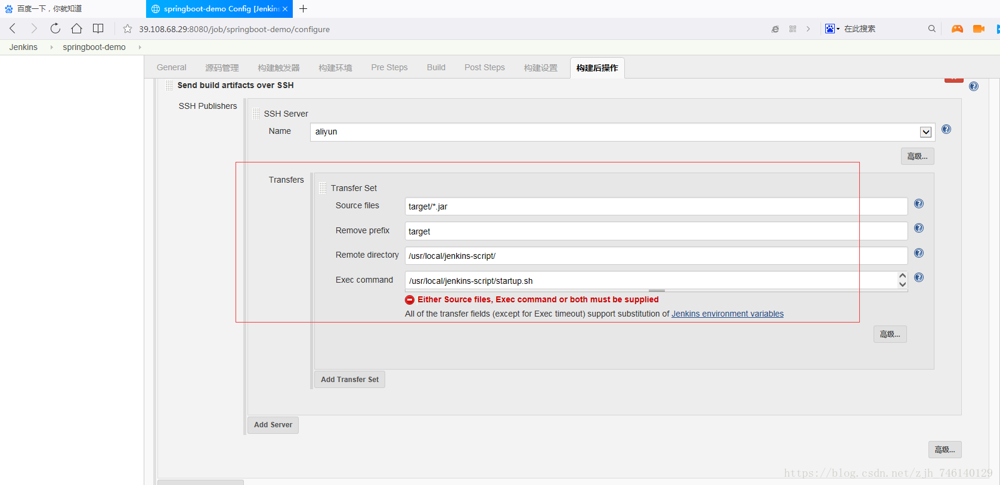 百度一下，你就知道
springboot-demo Config [Jenkins
39.108.68.29:8080/job/springboot-demo/configure
在此搜索
Jenkins springboot-demo
General 源码管理 构建触发器 构建环境 Pre Steps Build Post Steps 构建设置 构建后操作
Send build artifacts over SSH
SSH Publishers
SSH Server
Name aliyun
高级...
Transfers
Transfer Set
Source files target/*.jar
Remove prefix target
Remote directory /usr/local/jenkins-script/
Exec command /usr/local/jenkins-script/startup.sh
Either Source files, Exec command or both must be supplied
All of the transfer fields (except for Exec timeout) support substitution of Jenkins environment variables
高级...
Add Transfer Set
Add Server
高级...
https://blog.csdn.net/zjh_746140129